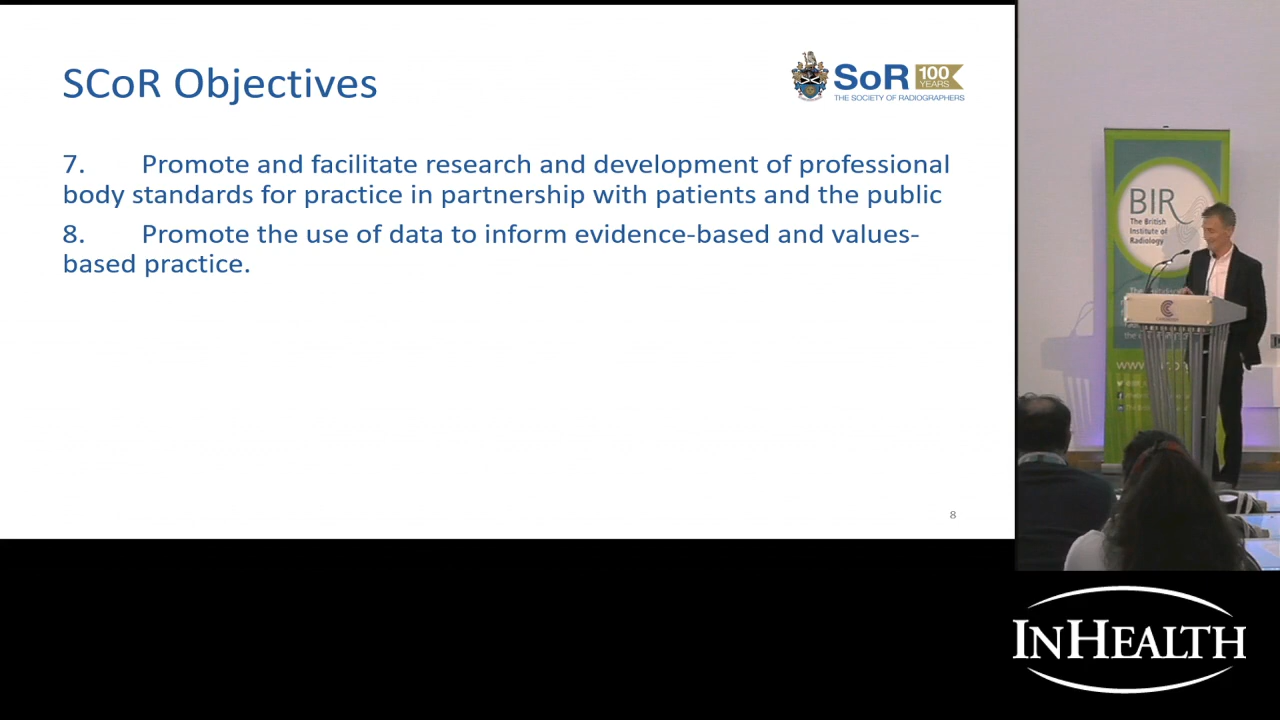 SCoR Objectives
SoR
100
YEARS
THE SOCIETY OF RADIOGRAPHERS
7. Promote and facilitate research and development of professional
body standards for practice in partnership with patients and the public
8. Promote the use of data to inform evidence-based and values-
based practice.
8
BIR
The British
Institute of
Radiology
INHEALTH